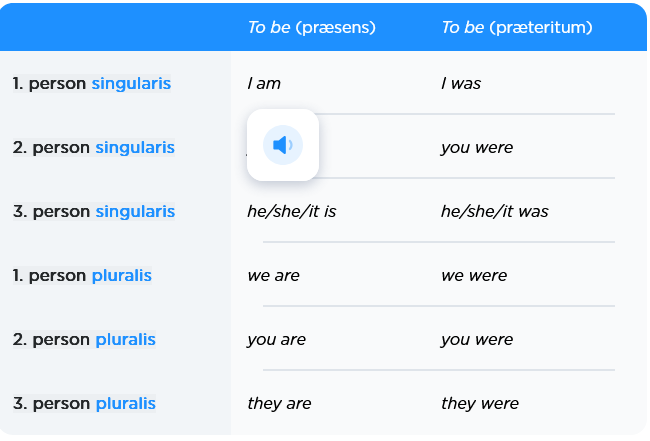 To be (præsens) To be (præteritum)
1. person singularis I am I was
2. person singularis you were
3. person singularis he/she/it is he/she/it was
1. person pluralis we are we were
2. person pluralis you are you were
3. person pluralis they are they were